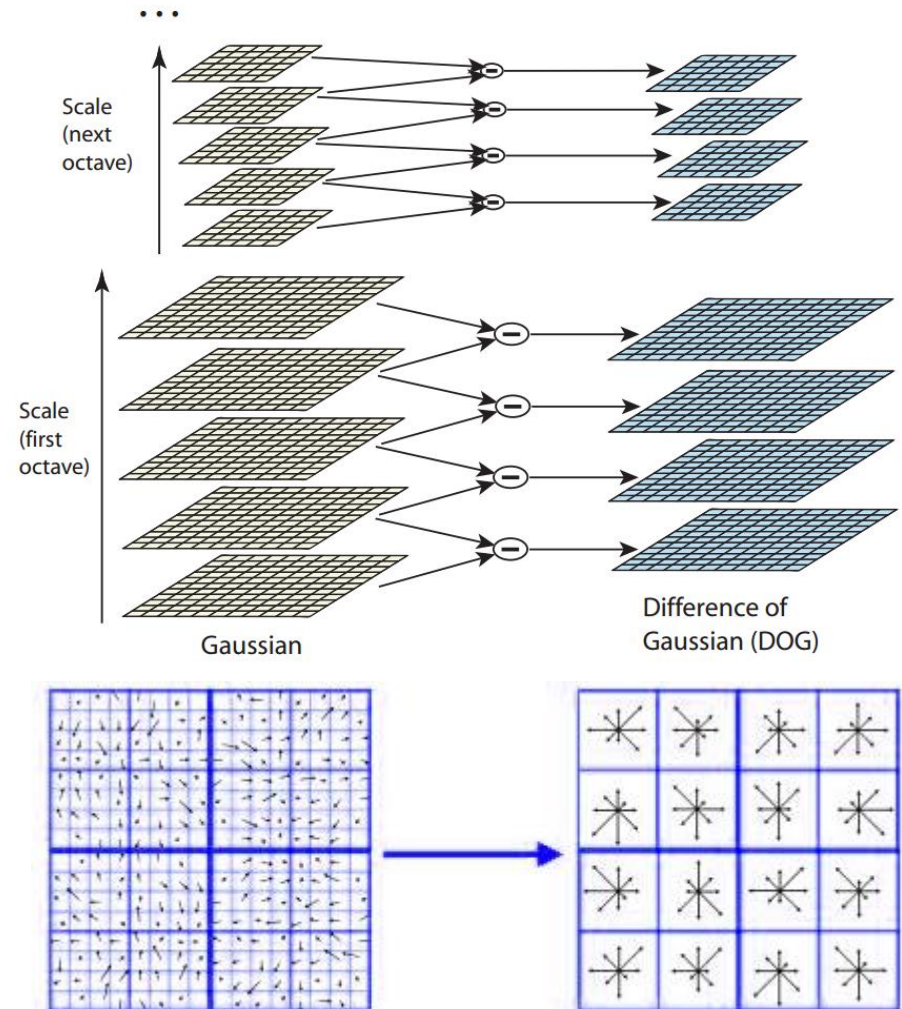 ...
Scale
(next
octave)
Scale
(first
octave)
Gaussian
Difference of
Gaussian (DOG)